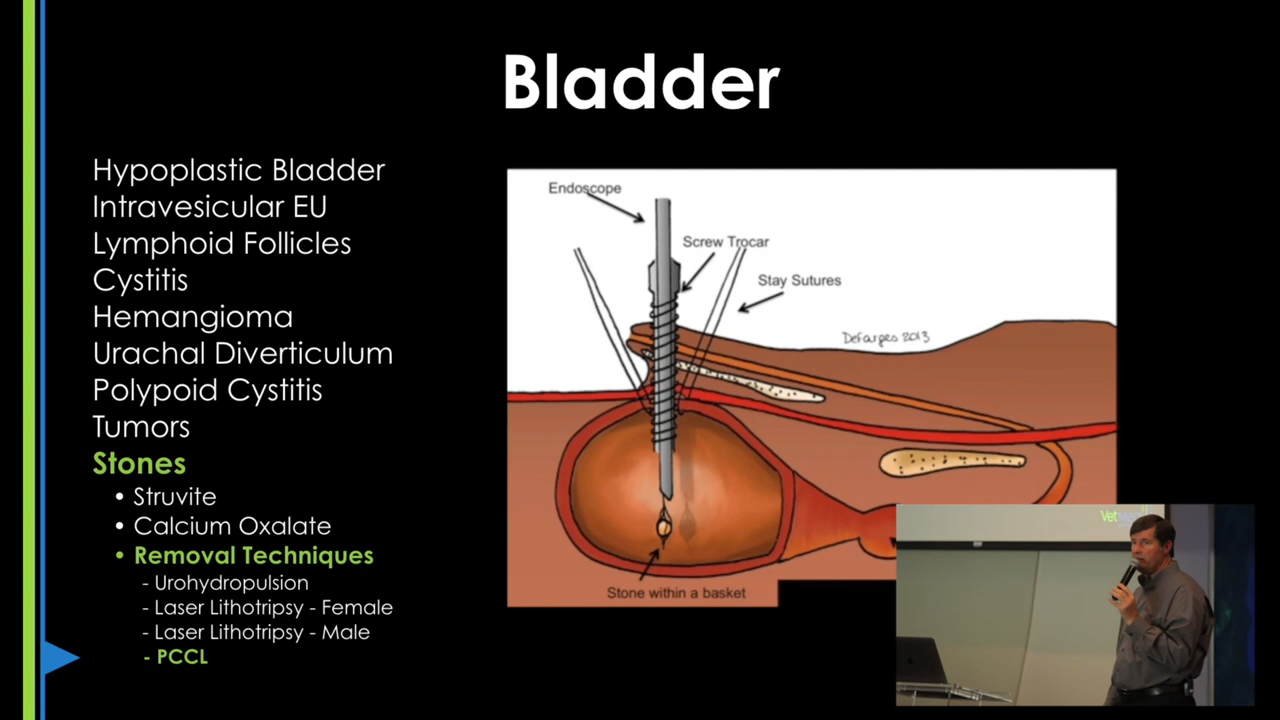 Bladder
Hypoplastic Bladder
Intravesicular EU
Lymphoid Follicles
Cystitis
Hemangioma
Urachal Diverticulum
Polypoid Cystitis
Tumors
Stones
• Struvite
• Calcium Oxalate
• Removal Techniques
- Urohydropulsion
- Laser Lithotripsy - Female
- Laser Lithotripsy - Male
- PCCL
Endoscope
Screw Trocar
Stay Sutures
DeFarges 2013
Stone within a basket